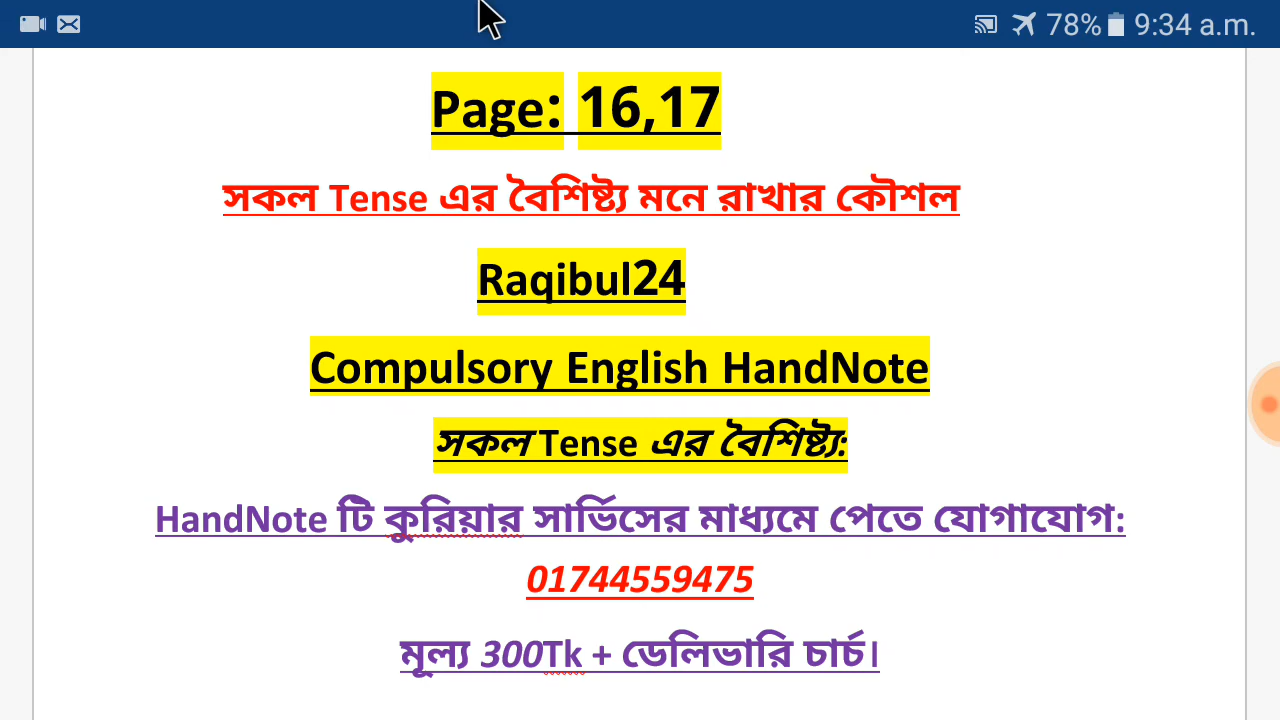 78% 9:34 a.m.
Page: 16,17
সকল Tense এর বৈশিষ্ট্য মনে রাখার কৌশল
Raqibul24
Compulsory English HandNote
সকল Tense এর বৈশিষ্ট্য:
HandNote টি কুরিয়ার সার্ভিসের মাধ্যমে পেতে যোগাযোগ:
01744559475
মূল্য 300Tk + ডেলিভারি চার্চ।